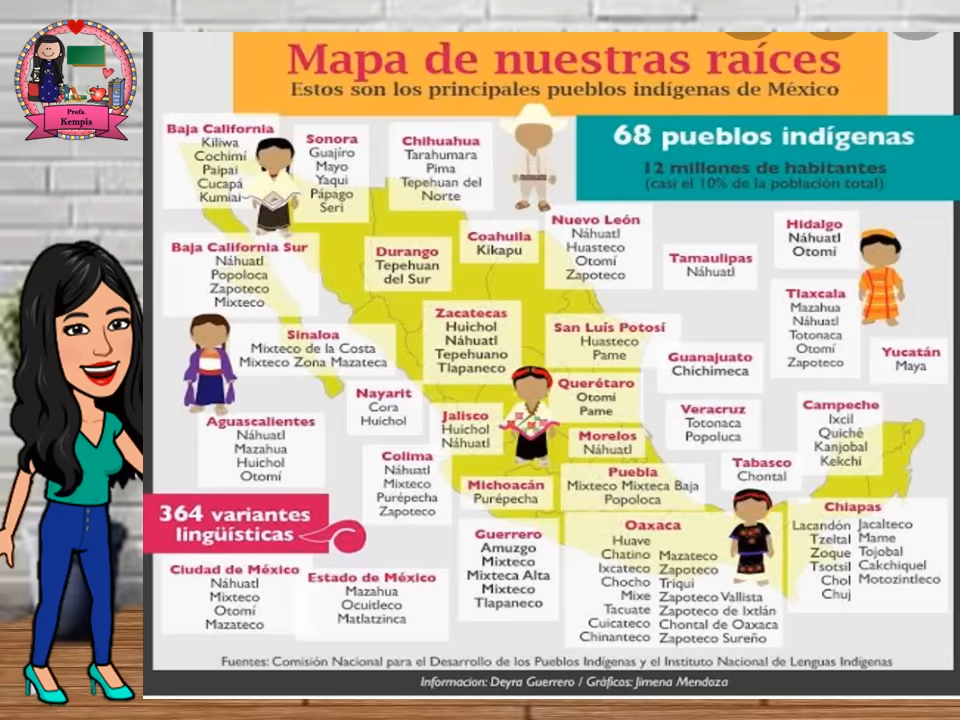 Profa.
Kempis
Mapa de nuestras raíces
Estos son los principales pueblos indígenas de México
68 pueblos indígenas
12 millones de habitantes
(casi el 10% de la población total)
Baja California
Kiliwa
Cochimí
Paipai
Cucapá
Kumiai
Sonora
Guajíro
Mayo
Yaqui
Pápago
Seri
Chihuahua
Tarahumara
Pima
Tepehuan del
Norte
Nuevo León
Náhuatl
Huasteco
Otomí
Zapoteco
Hidalgo
Náhuatl
Otomí
Baja California Sur
Náhuatl
Popoloca
Zapoteco
Mixteco
Durango
Tepehuan
del Sur
Coahuila
Kikapu
Tamaulipas
Náhuatl
Tlaxcala
Mazahua
Náhuatl
Totonaca
Otomí
Zapoteco
Yucatán
Maya
Sinaloa
Mixteco de la Costa
Mixteco Zona Mazateca
Zacatecas
Huichol
Náhuatl
Tepehuano
Tlapaneco
San Luís Potosí
Huasteco
Pame
Guanajuato
Chichimeca
Nayarit
Cora
Huichol
Querétaro
Otomí
Pame
Aguascalientes
Náhuatl
Mazahua
Huichol
Otomí
Jalisco
Huichol
Náhuatl
Morelos
Náhuatl
Veracruz
Totonaca
Popoluca
Campeche
Ixcil
Quiché
Kanjobal
Kekchi
Colima
Náhuatl
Mixteco
Purépecha
Zapoteco
Michoacán
Purépecha
Puebla
Mixteco Mixteca Baja
Popoloca
Tabasco
Chontal
364 variantes
lingüísticas
Guerrero
Amuzgo
Mixteco
Mixteca Alta
Mixteco
Tlapaneco
Oaxaca
Huave
Chatino
Ixcateco
Chocho
Mixe
Tacuate
Cuicateco
Chinanteco
Mazateco
Zapoteco
Triqui
Zapoteco Vallista
Zapoteco de Ixtlán
Chontal de Oaxaca
Zapoteco Sureño
Chiapas
Lacandón
Tzeltal
Zoque
Tsotsil
Chol
Chuj
Jacalteco
Mame
Tojobal
Cakchiquel
Motozintleco
Ciudad de México
Náhuatl
Mixteco
Otomí
Mazateco
Estado de México
Mazahua
Ocuitleco
Matlatzinca
Fuentes: Comisión Nacional para el Desarrollo de los Pueblos Indígenas y el Instituto Nacional de Lenguas Indígenas
Informacion: Deyra Guerrero / Gráficos: Jimena Mendoza